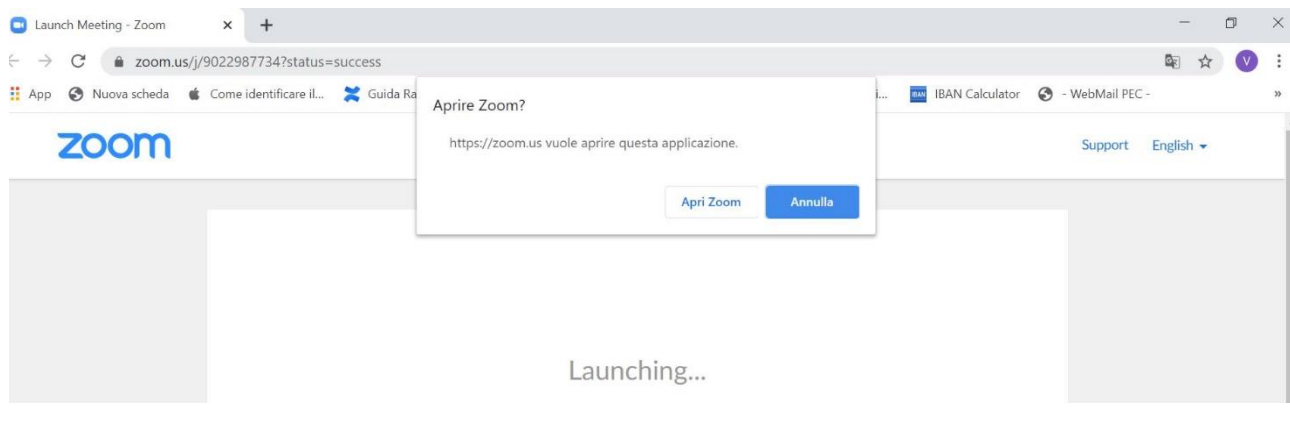 Launch Meeting - Zoom
zoom.us/j/9022987734?status=success
V
App Nuova scheda Come identificare il... Guida Ra i... IBAN IBAN Calculator - WebMail PEC - »
Aprire Zoom?
https://zoom.us vuole aprire questa applicazione.
Apri Zoom Annulla
zoom Support English
Launching...